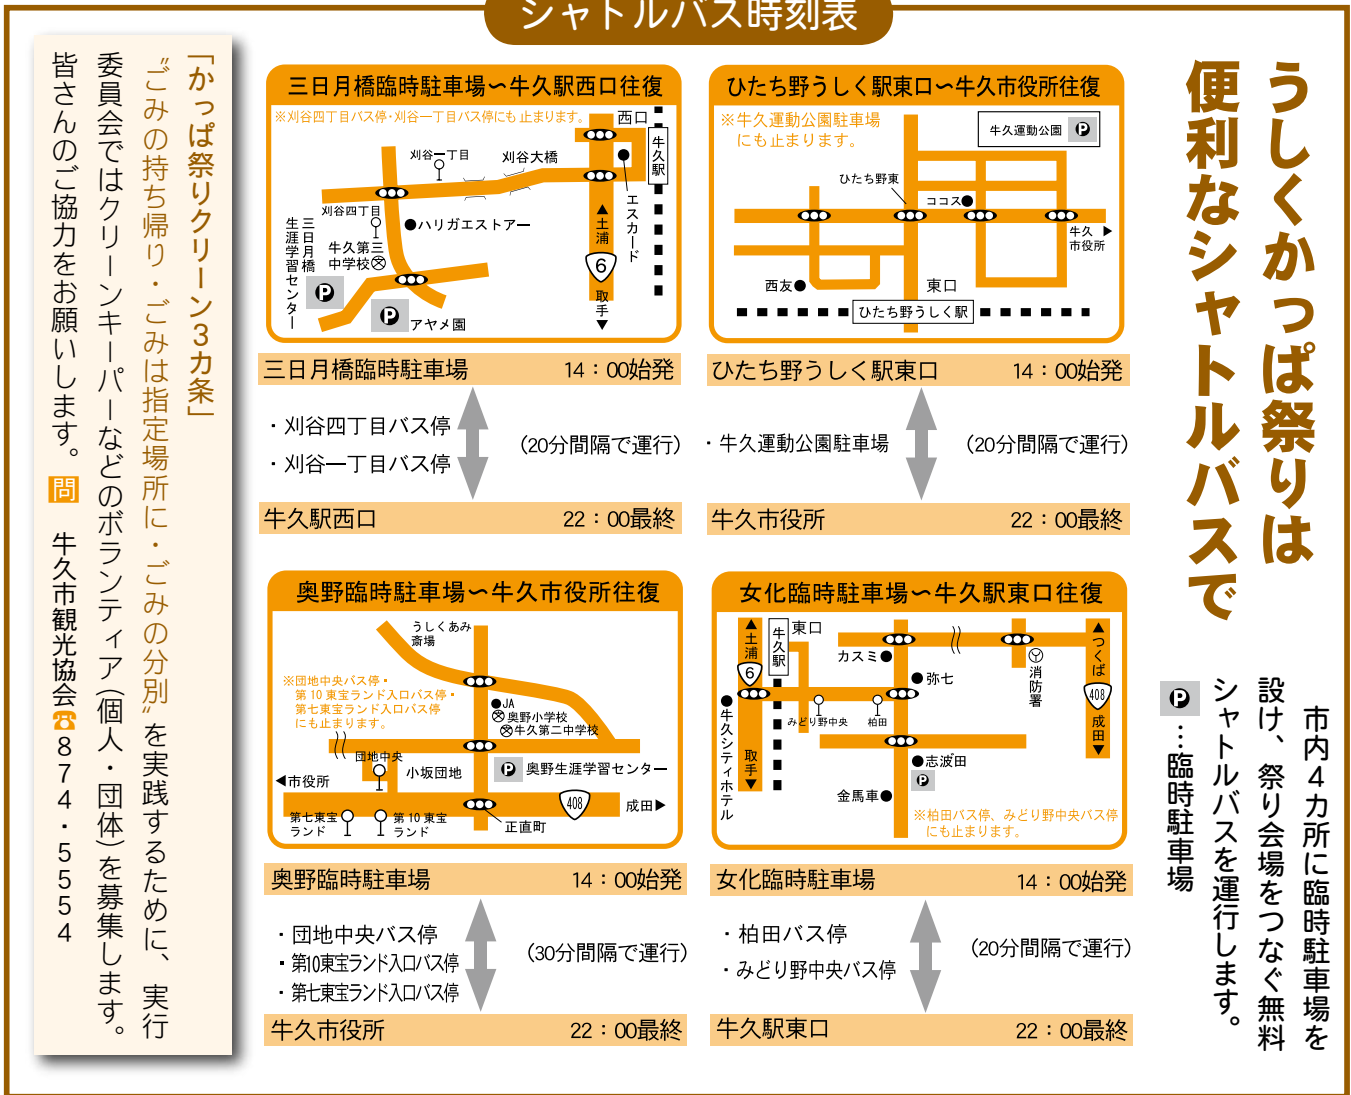 シャトルバス時刻表
うしくかっぱ祭りは
便利なシャトルバスで
市内4カ所に臨時駐車場を
設け、祭り会場をつなぐ無料
シャトルバスを運行します。
P…臨時駐車場
ひたち野うしく駅東口〜牛久市役所往復
※牛久運動公園駐車場
にも止まります。
牛久運動公園 P
ひたち野東
ココス
牛久
市役所▶
西友
東口
ひたち野うしく駅
ひたち野うしく駅東口 14:00始発
・牛久運動公園駐車場
(20分間隔で運行)
牛久市役所 22:00最終
三日月橋臨時駐車場〜牛久駅西口往復
※刈谷四丁目バス停・刈谷一丁目バス停にも止まります。
西口
牛久駅
刈谷一丁目
刈谷大橋
エスカード
刈谷四丁目
ハリガエストアー
▲土浦
6
取手▼
三日月橋
生涯学習センター
牛久第三
中学校
P
P
アヤメ園
三日月橋臨時駐車場 14:00始発
・刈谷四丁目バス停
・刈谷一丁目バス停
(20分間隔で運行)
牛久駅西口 22:00最終
女化臨時駐車場〜牛久駅東口往復
▲土浦
6
取手▼
牛久駅
東口
カスミ
消防署
▲つくば
408
成田▼
弥七
みどり野中央
柏田
牛久シティホテル
志波田
P
金馬車
※柏田バス停、みどり野中央バス停
にも止まります。
女化臨時駐車場 14:00始発
・柏田バス停
・みどり野中央バス停
(20分間隔で運行)
牛久駅東口 22:00最終
奥野臨時駐車場〜牛久市役所往復
うしくあみ
斎場
※団地中央バス停・
第10東宝ランド入口バス停・
第七東宝ランド入口バス停
にも止まります。
JA
奥野小学校
牛久第二中学校
団地中央
小坂団地
P 奥野生涯学習センター
◀市役所
408
成田▶
第七東宝
ランド
第10東宝
ランド
正直町
奥野臨時駐車場 14:00始発
・団地中央バス停
・第10東宝ランド入口バス停
・第七東宝ランド入口バス停
(30分間隔で運行)
牛久市役所 22:00最終
「かっぱ祭りクリーン3カ条」
〝ごみの持ち帰り・ごみは指定場所に・ごみの分別〟を実践するために、実行
委員会ではクリーンキーパーなどのボランティア(個人・団体)を募集します。
皆さんのご協力をお願いします。問 牛久市観光協会☎874・5554